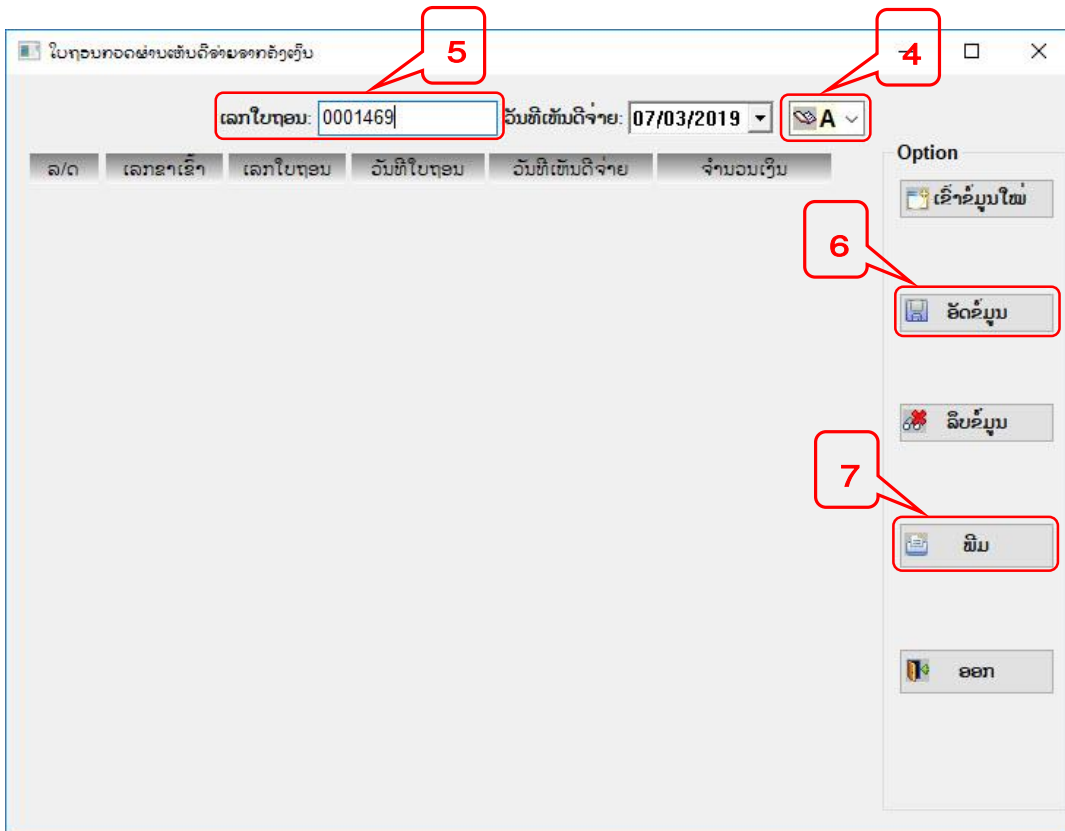 5
4
ໃບຖອນກວດຜ່ານເຫັນດີຈ່າຍຈາກຄັງເງິນ
ເລກໃບຖອນ: 0001469 ວັນທີເຫັນດີຈ່າຍ: 07/03/2019 A
ລ/ດ ເລກຂາເຂົ້າ ເລກໃບຖອນ ວັນທີໃບຖອນ ວັນທີເຫັນດີຈ່າຍ ຈຳນວນເງິນ
Option
ເຂົ້າຂໍ້ມູນໃໝ່
6
ອັດຂໍ້ມູນ
ລຶບຂໍ້ມູນ
7
ພິມ
ອອກ